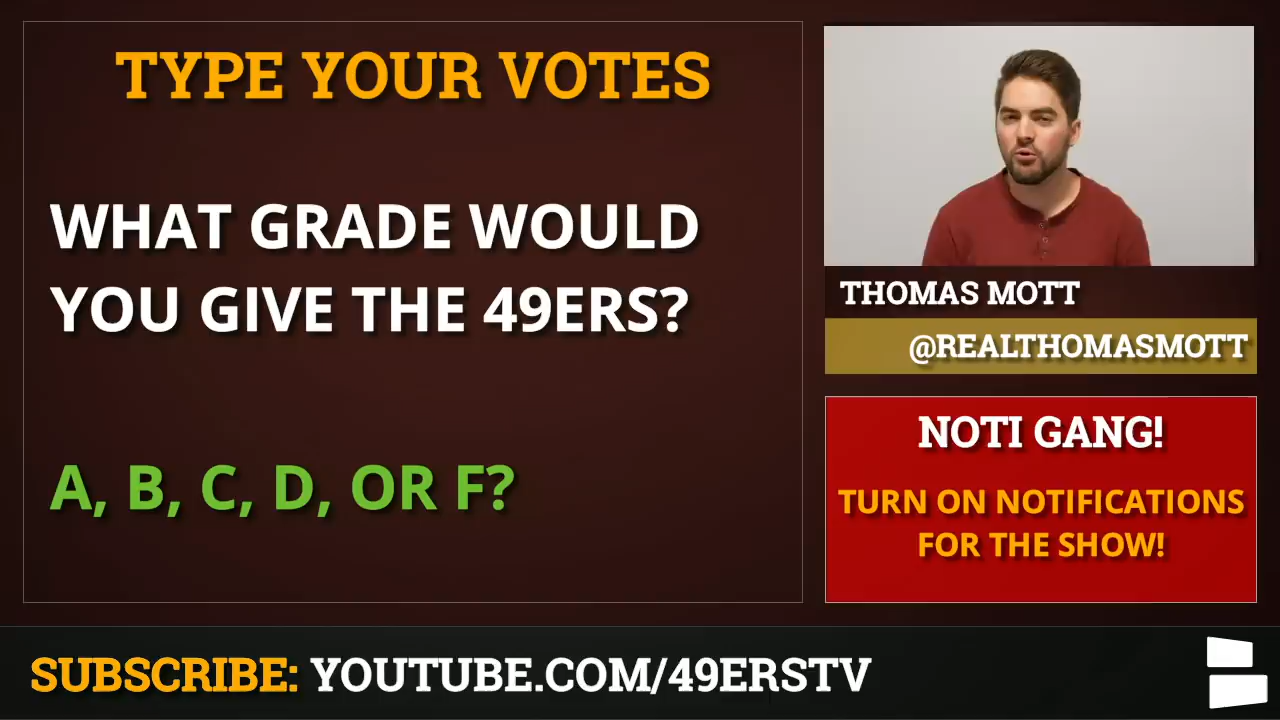 TYPE YOUR VOTES
WHAT GRADE WOULD
YOU GIVE THE 49ERS?
A, B, C, D, OR F?
THOMAS MOTT
@REALTHOMASMOTT
NOTI GANG!
TURN ON NOTIFICATIONS
FOR THE SHOW!
SUBSCRIBE: YOUTUBE.COM/49ERSTV